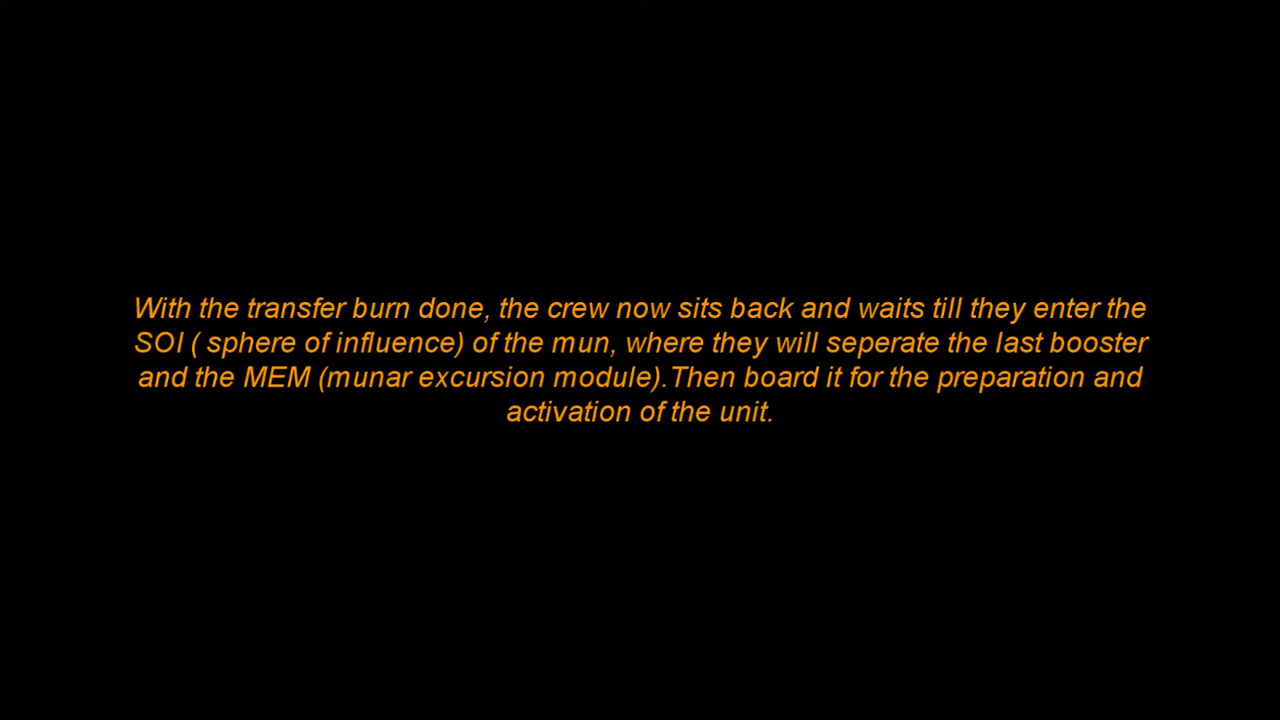 With the transfer burn done, the crew now sits back and waits till they enter the
SOI ( sphere of influence) of the mun, where they will seperate the last booster
and the MEM (munar excursion module).Then board it for the preparation and
activation of the unit.